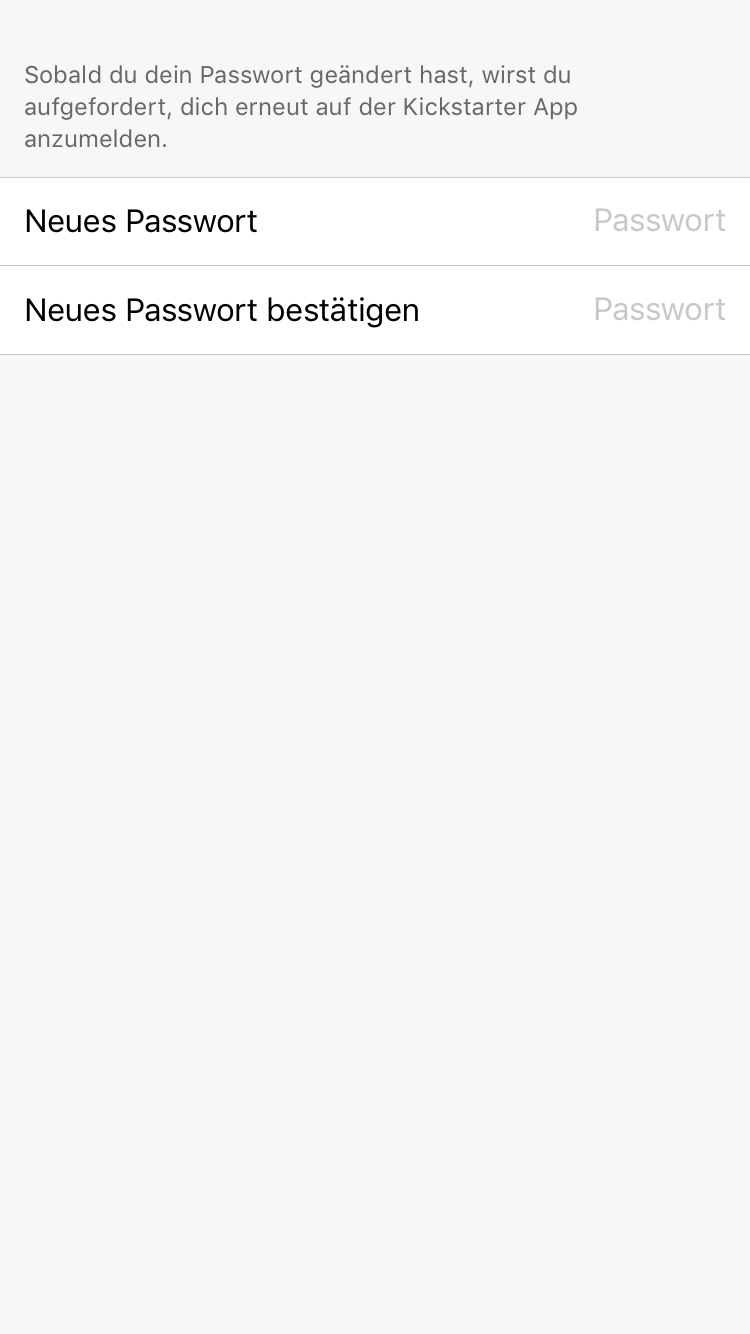 Sobald du dein Passwort geändert hast, wirst du
aufgefordert, dich erneut auf der Kickstarter App
anzumelden.
Neues Passwort Passwort
Neues Passwort bestätigen Passwort